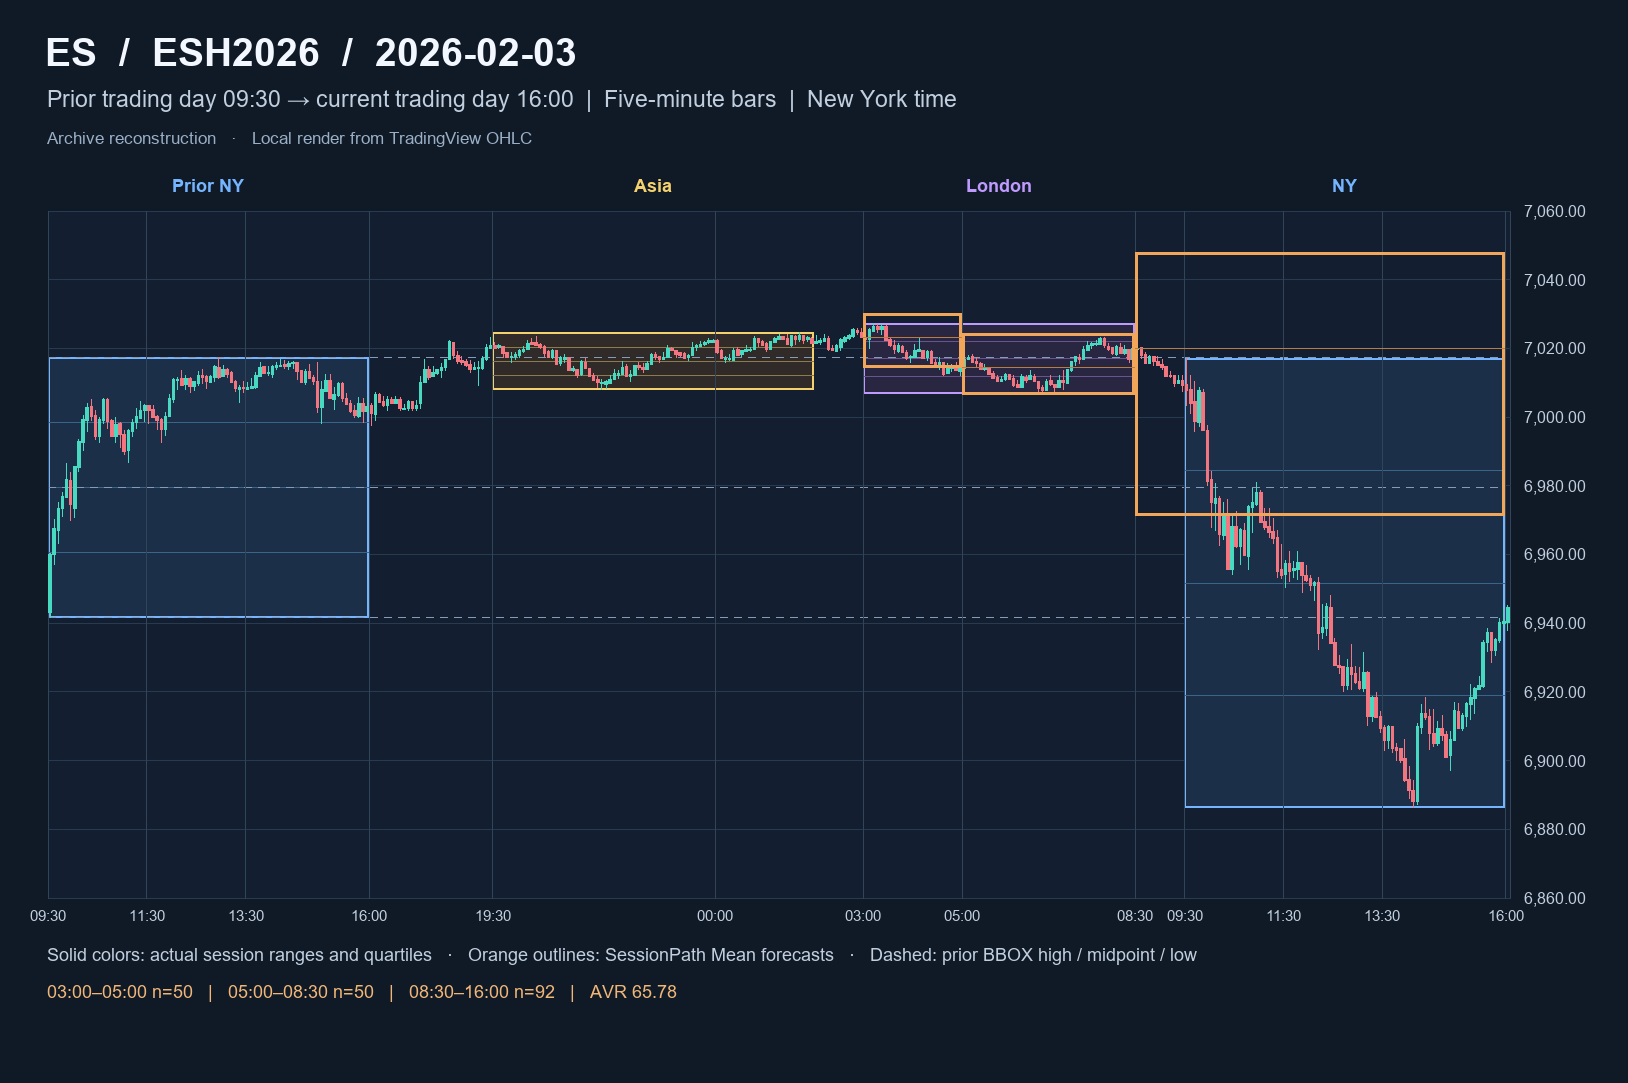 ES / ESH2026 / 2026-02-03
Prior trading day 09:30 → current trading day 16:00 | Five-minute bars | New York time
Archive reconstruction · Local render from TradingView OHLC
Prior NY Asia London NY
7,060.00
7,040.00
7,020.00
7,000.00
6,980.00
6,960.00
6,940.00
6,920.00
6,900.00
6,880.00
6,860.00
09:30 11:30 13:30 16:00 19:30 00:00 03:00 05:00 08:30 09:30 11:30 13:30 16:00
Solid colors: actual session ranges and quartiles · Orange outlines: SessionPath Mean forecasts · Dashed: prior BBOX high / midpoint / low
03:00–05:00 n=50 | 05:00–08:30 n=50 | 08:30–16:00 n=92 | AVR 65.78